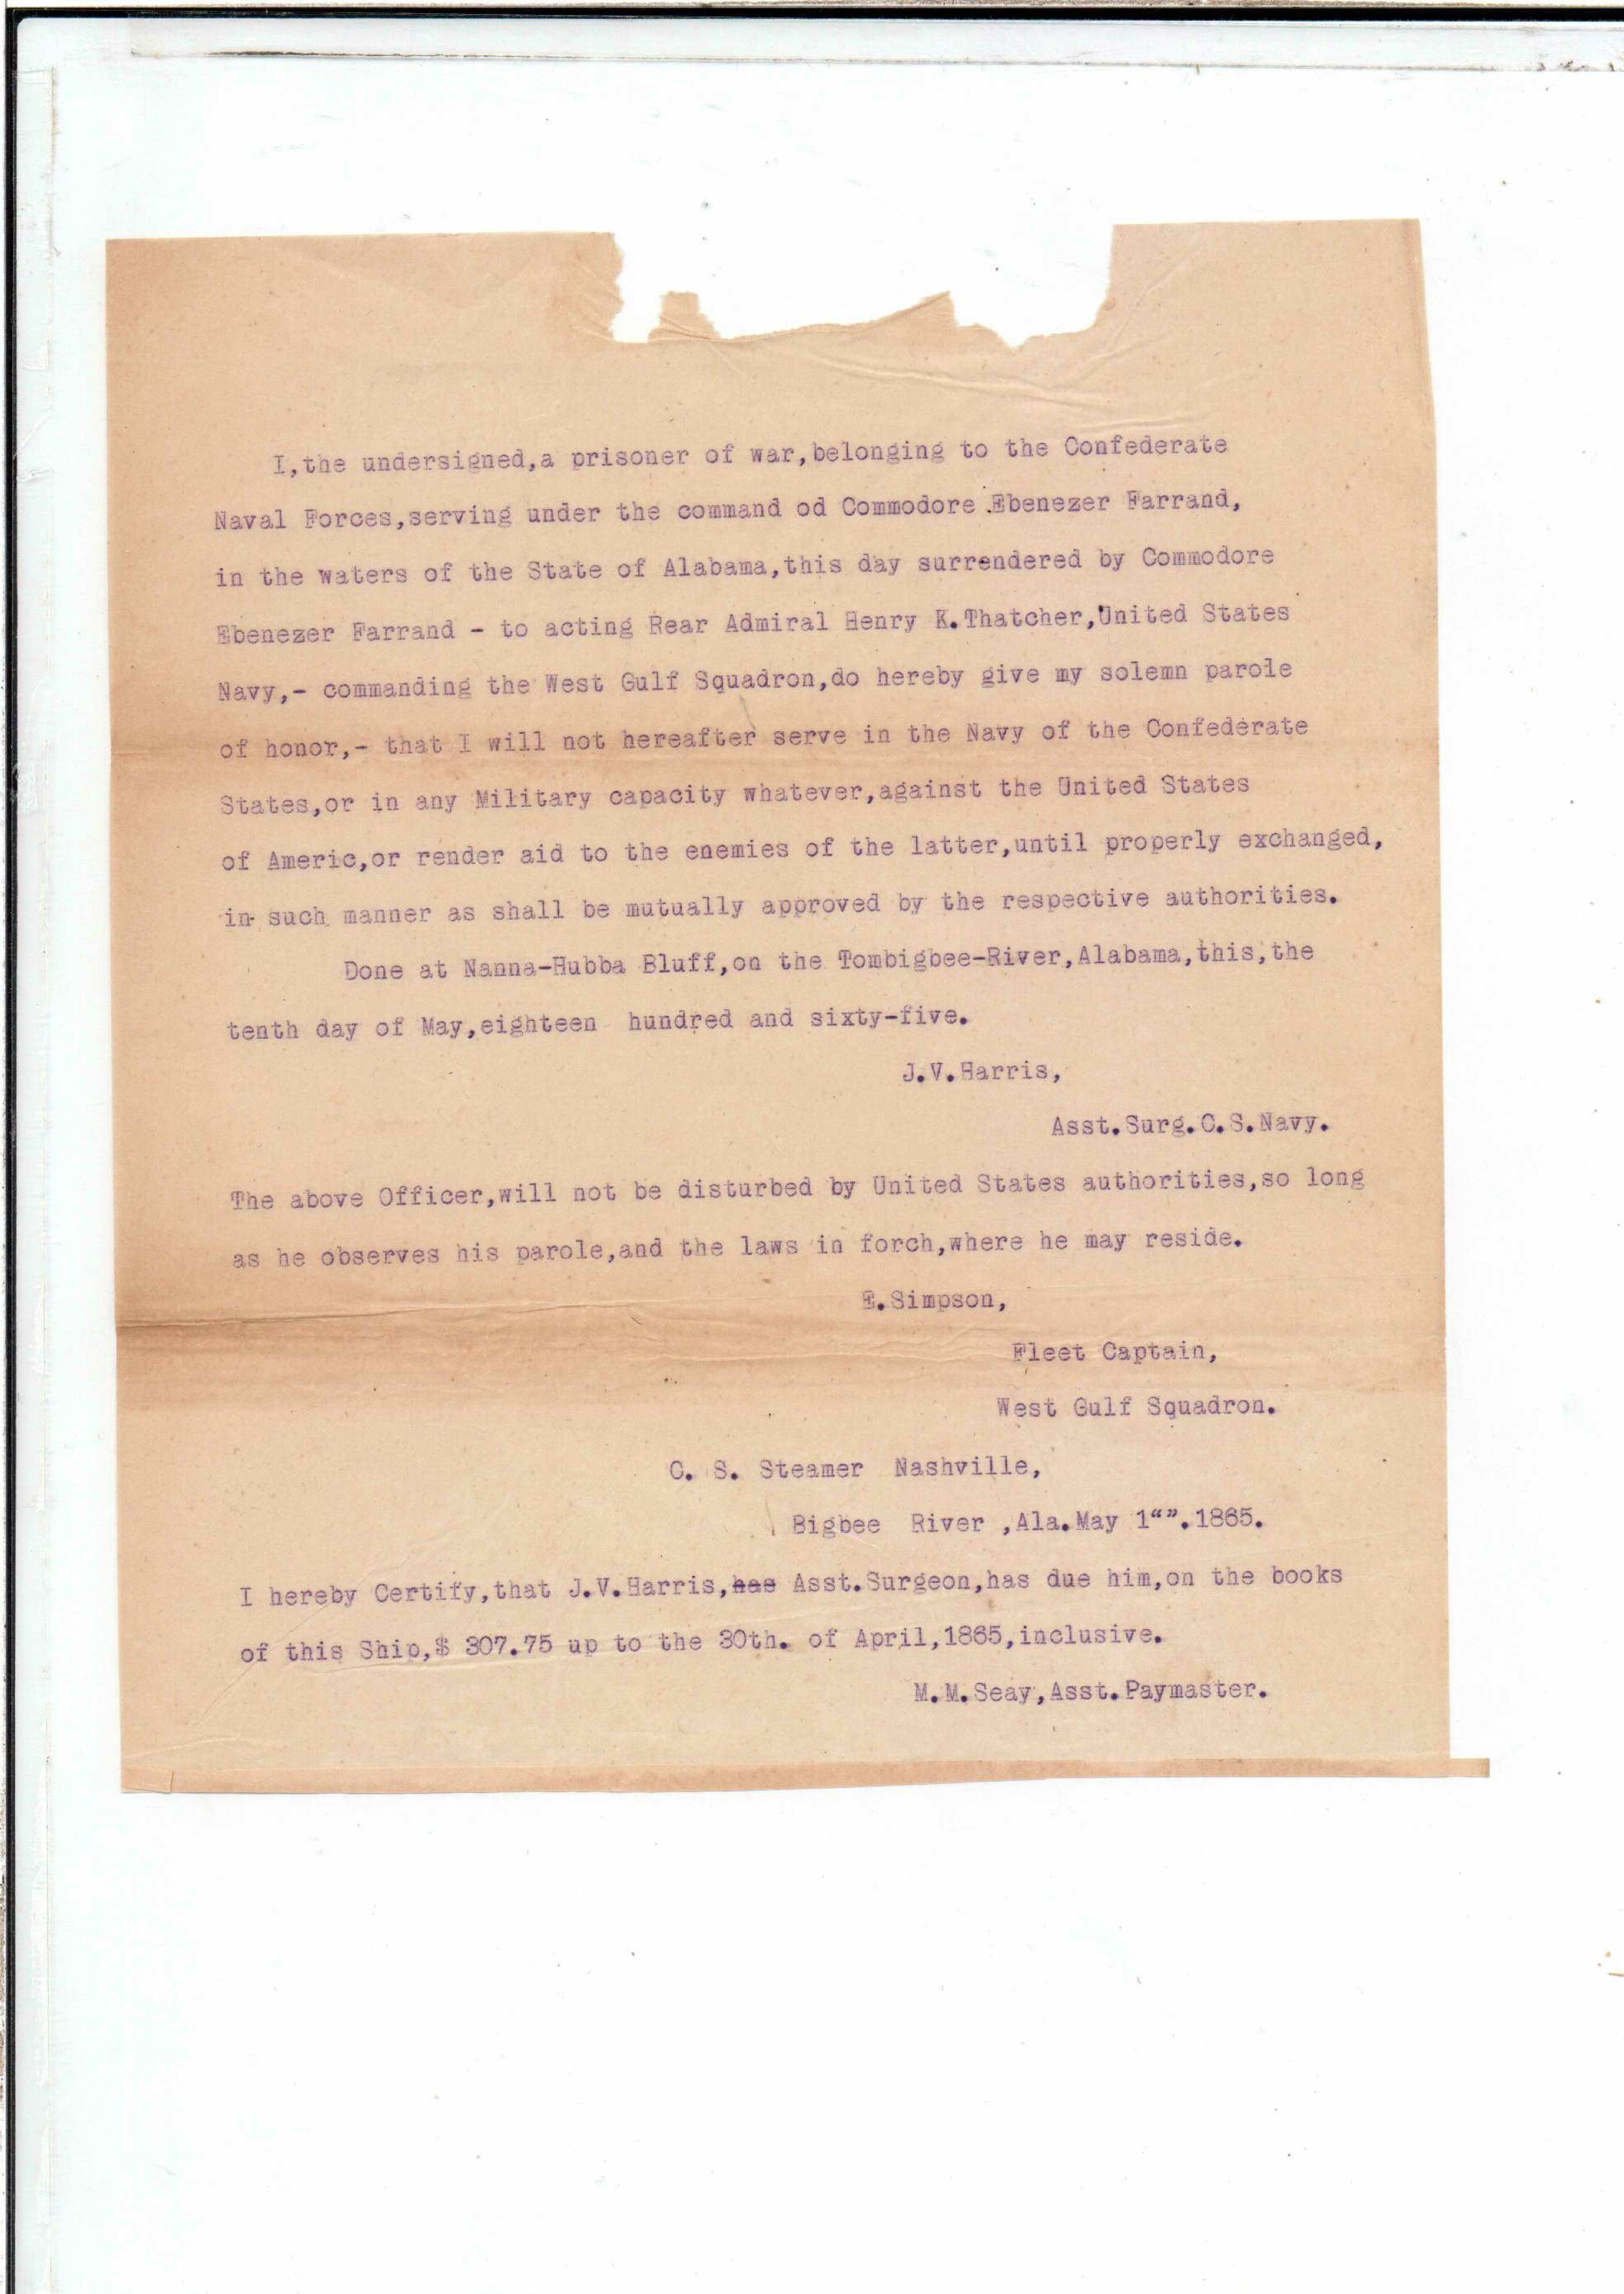 I,the undersigned,a prisoner of war,belonging to the Confederate
Naval Forces,serving under the command od Commodore Ebenezer Farrand,
in the waters of the State of Alabama,this day surrendered by Commodore
Ebenezer Farrand - to acting Rear Admiral Henry K.Thatcher,United States
Navy,- commanding the West Gulf Squadron,do hereby give my solemn parole
of honor,- that I will not hereafter serve in the Navy of the Confederate
States,or in any Military capacity whatever,against the United States
of Americ,or render aid to the enemies of the latter,until properly exchanged,
in such manner as shall be mutually approved by the respective authorities.
Done at Nanna-Hubba Bluff,on the Tombigbee-River,Alabama,this,the
tenth day of May,eighteen hundred and sixty-five.
J.V.Harris,
Asst.Surg.C.S.Navy.
The above Officer,will not be disturbed by United States authorities,so long
as he observes his parole,and the laws in forch,where he may reside.
E.Simpson,
Fleet Captain,
West Gulf Squadron.
C. S. Steamer Nashville,
Bigbee River ,Ala.May 1“”.1865.
I hereby Certify,that J.V.Harris,has Asst.Surgeon,has due him,on the books
of this Ship,$ 307.75 up to the 30th. of April,1865,inclusive.
M.M.Seay,Asst.Paymaster.